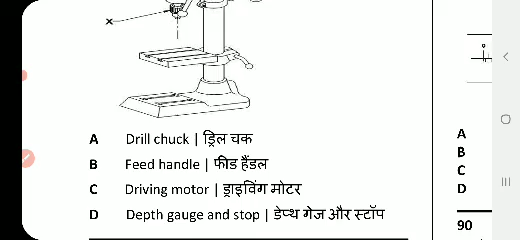 x
A Drill chuck | ड्रिल चक
B Feed handle | फीड हैंडल
C Driving motor | ड्राइविंग मोटर
D Depth gauge and stop | डेप्थ गेज और स्टॉप
A
B
C
D
90